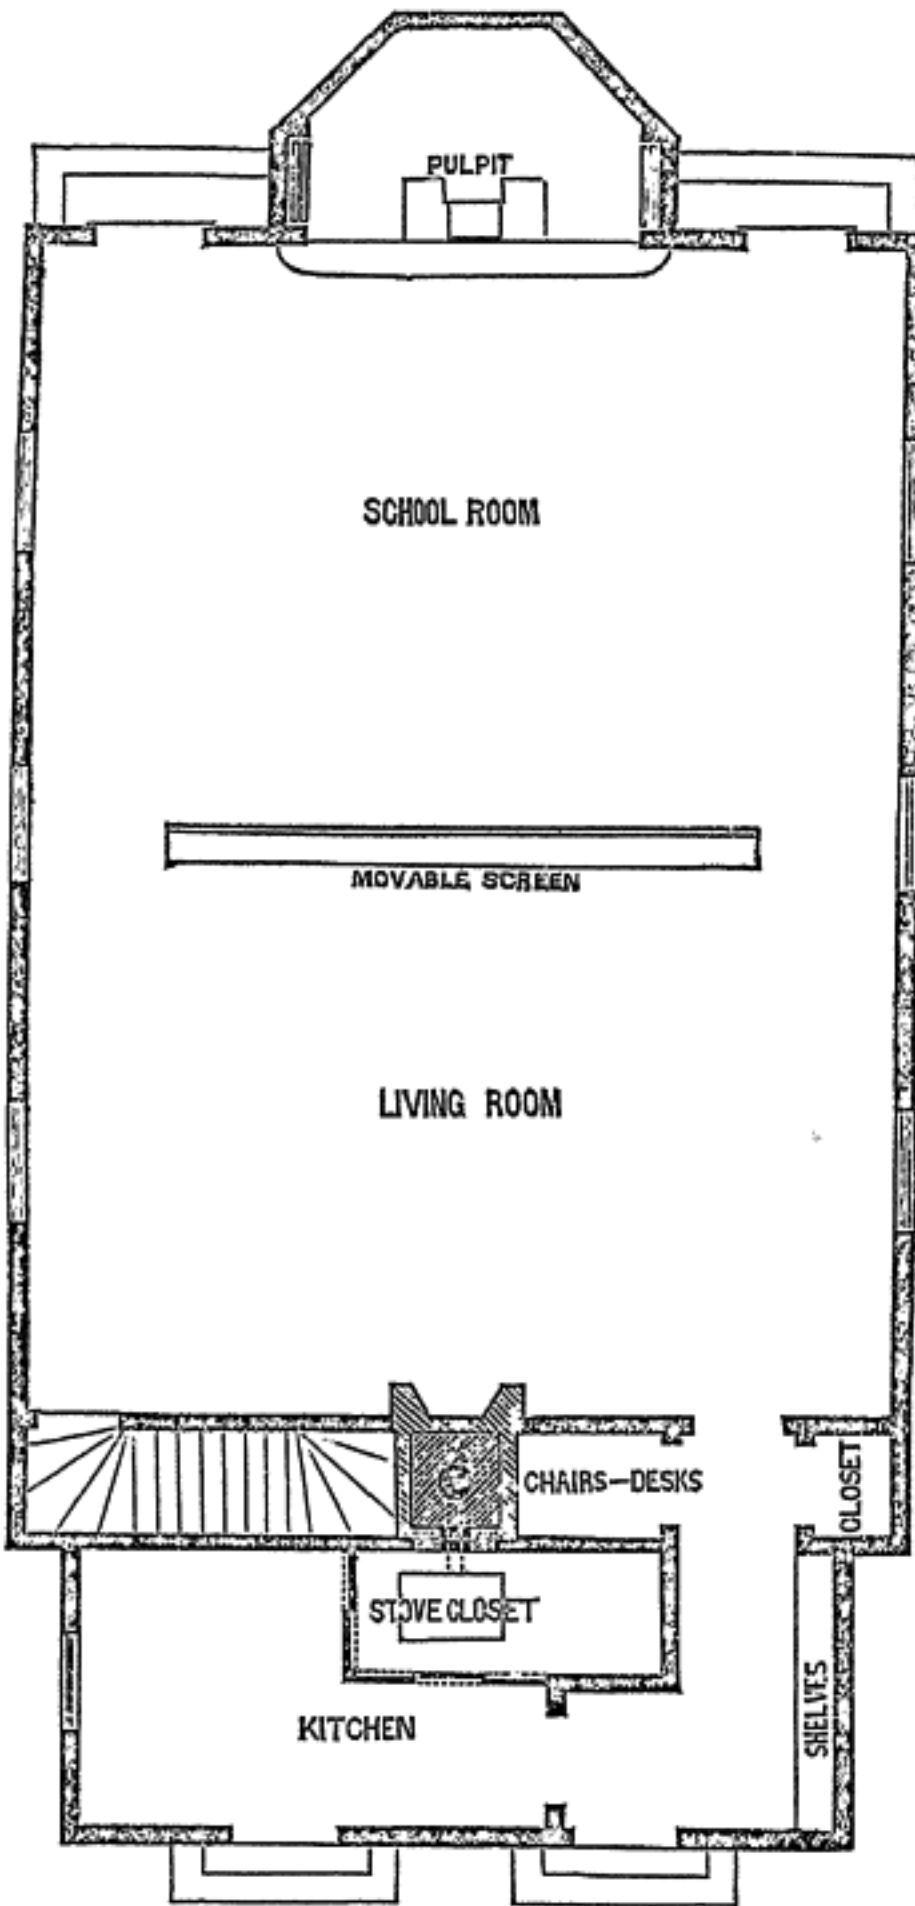 PULPIT
SCHOOL ROOM
MOVABLE SCREEN
LIVING ROOM
CHAIRS—DESKS
CLOSET
STOVE CLOSET
SHELVES
KITCHEN